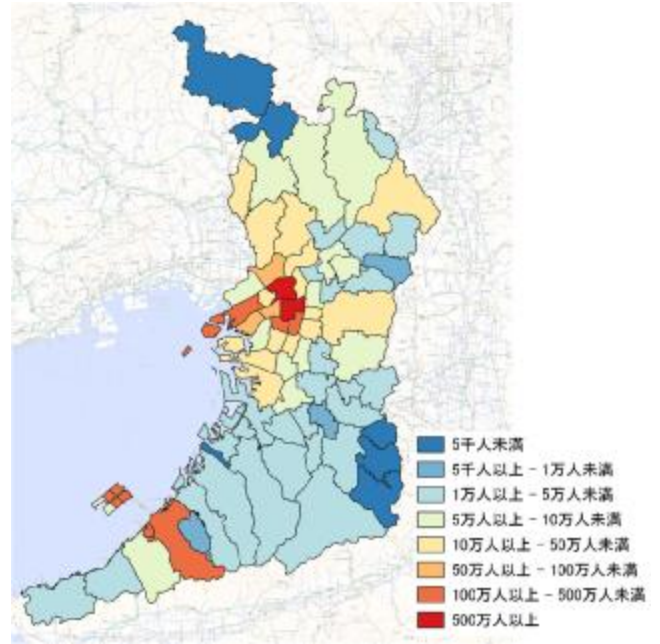 5千人未満
5千人以上 - 1万人未満
1万人以上 - 5万人未満
5万人以上 - 10万人未満
10万人以上 - 50万人未満
50万人以上 - 100万人未満
100万人以上 - 500万人未満
500万人以上